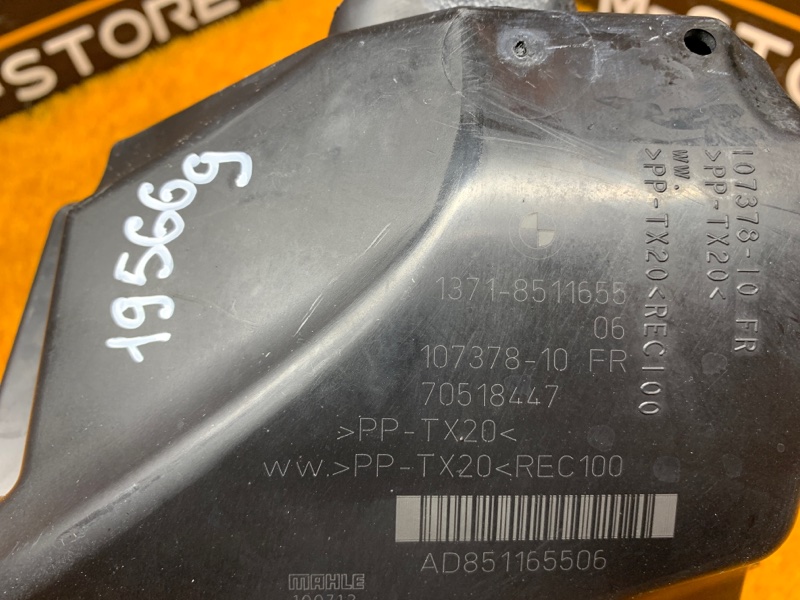 -STORE
M-STORE
195669
1371-8511655
06
107378-10 FR
70518447
>PP-TX20<
ww.>PP-TX20<REC100
AD851165506
MAHLE
107378-10 FR
>PP-TX20<
ww.
>PP-TX20<REC100